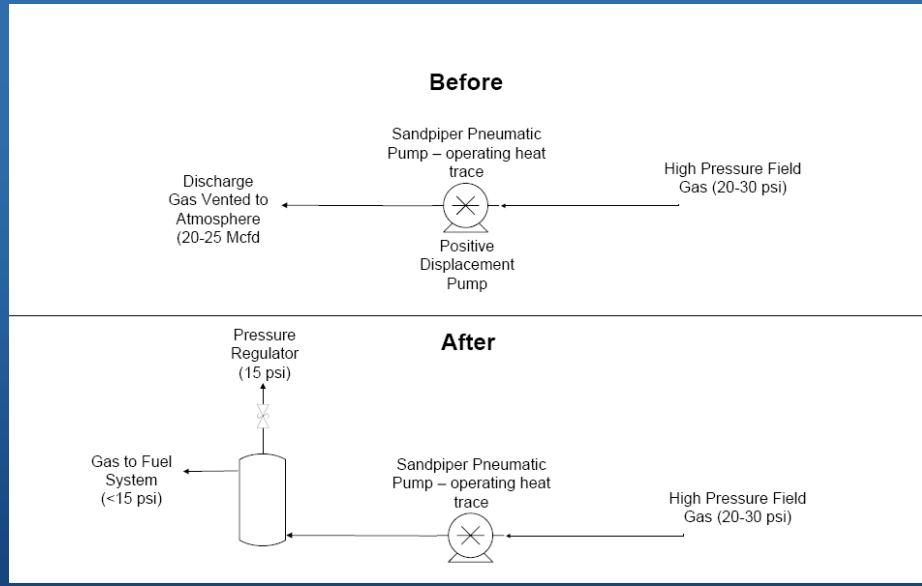 Before
Sandpiper Pneumatic
Pump – operating heat
trace
High Pressure Field
Gas (20-30 psi)
Discharge
Gas Vented to
Atmosphere
(20-25 Mcfd
Positive
Displacement
Pump
After
Pressure
Regulator
(15 psi)
Gas to Fuel
System
(<15 psi)
Sandpiper Pneumatic
Pump – operating heat
trace
High Pressure Field
Gas (20-30 psi)